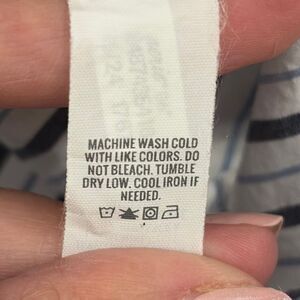 MACHINE WASH COLD
WITH LIKE COLORS. DO
NOT BLEACH. TUMBLE
DRY LOW. COOL IRON IF
NEEDED.